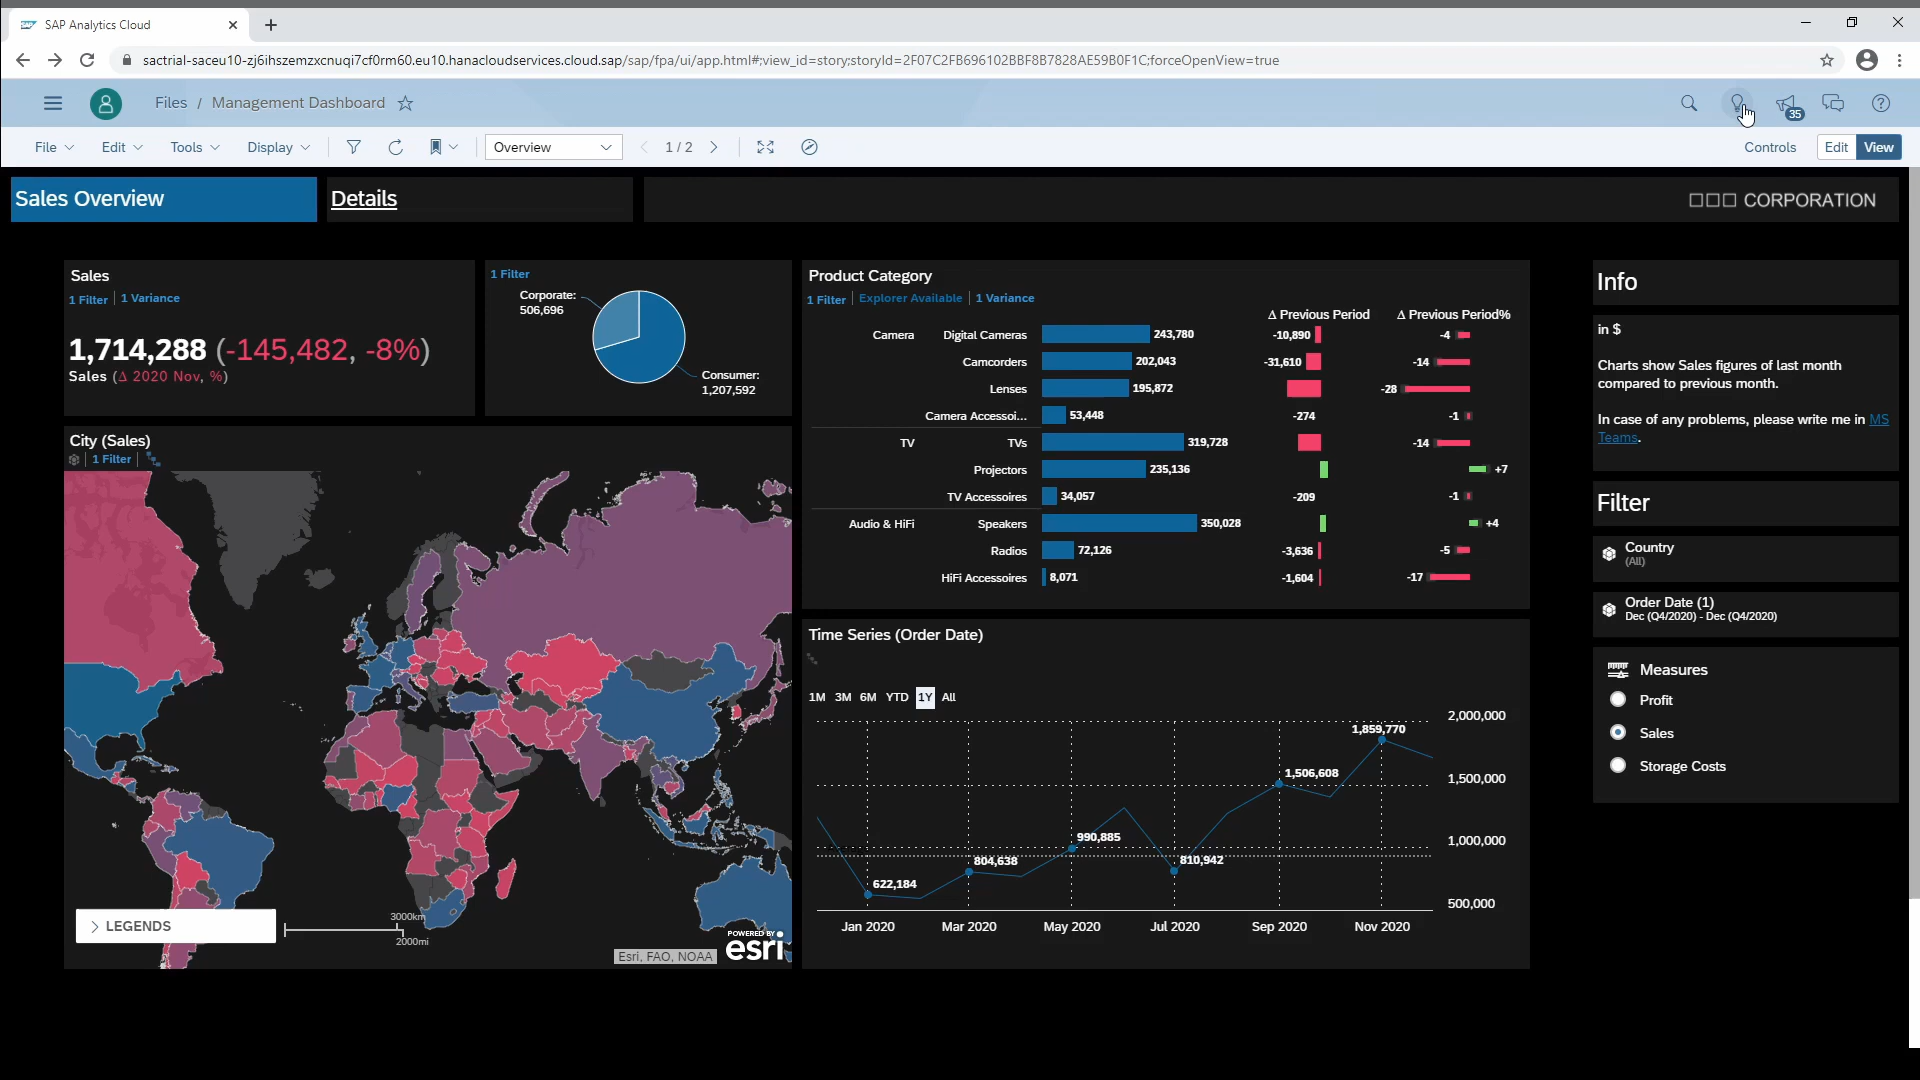 SAP Analytics Cloud
sactrial-saceu10-zj6ihszemzxcnuqi7cf0rm60.eu10.hanacloudservices.cloud.sap/sap/fpa/ui/app.html#;view_id=story;storyId=2F07C2FB696102BBF8B7828AE59B0F1C;forceOpenView=true
Files / Management Dashboard
35
File Edit Tools Display Overview 1 / 2 Controls Edit View
Sales Overview
Details
□□□ CORPORATION
Sales
1 Filter 1 Variance
1,714,288 (-145,482, -8%)
Sales (Δ 2020 Nov, %)
1 Filter
Corporate:
506,696
Consumer:
1,207,592
City (Sales)
1 Filter
LEGENDS
3000km
2000mi
Esri, FAO, NOAA
POWERED BY
esri
Product Category
1 Filter Explorer Available 1 Variance
Δ Previous Period Δ Previous Period%
Camera Digital Cameras 243,780 -10,890 -4
Camcorders 202,043 -31,610 -14
Lenses 195,872 -28
Camera Accessoi... 53,448 -274 -1
TV TVs 319,728 -14
Projectors 235,136 +7
TV Accessoires 34,057 -209 -1
Audio & HiFi Speakers 350,028 +4
Radios 72,126 -3,636 -5
HiFi Accessoires 8,071 -1,604 -17
Time Series (Order Date)
1M 3M 6M YTD 1Y All
2,000,000
1,859,770
1,506,608
1,500,000
990,885
1,000,000
804,638
810,942
622,184
500,000
Jan 2020 Mar 2020 May 2020 Jul 2020 Sep 2020 Nov 2020
Info
in $
Charts show Sales figures of last month
compared to previous month.
In case of any problems, please write me in MS
Teams.
Filter
Country
(All)
Order Date (1)
Dec (Q4/2020) - Dec (Q4/2020)
Measures
Profit
Sales
Storage Costs